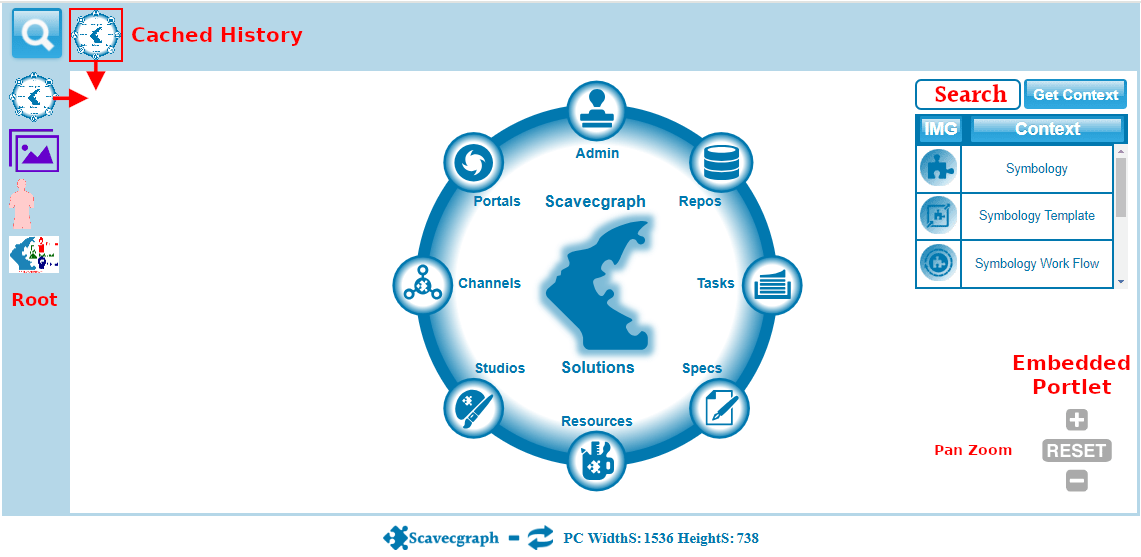 Cached History
Search
Get Context
IMG
Context
Symbology
Symbology Template
Symbology Work Flow
Root
Admin
Portals
Scavecgraph
Repos
Channels
Tasks
Studios
Solutions
Specs
Resources
Embedded
Portlet
Pan Zoom
RESET
Scavecgraph
PC WidthS: 1536 HeightS: 738